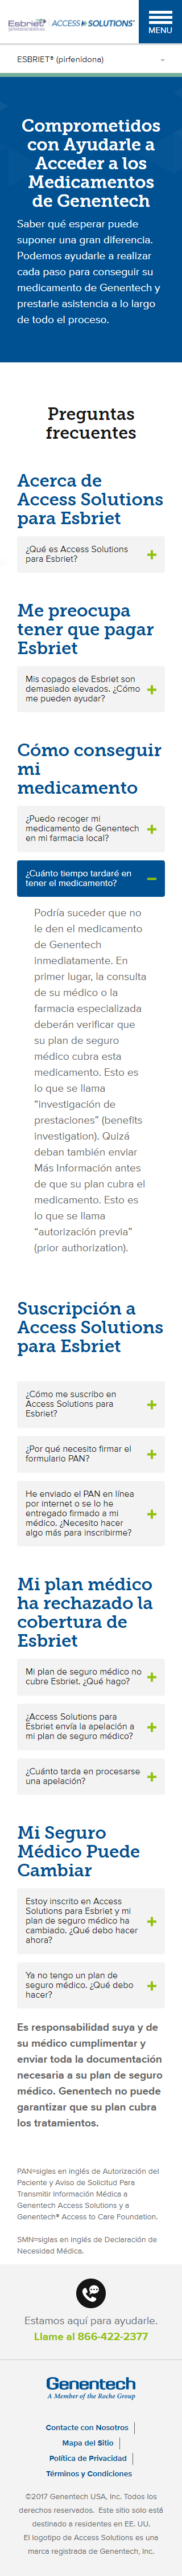 Esbriet
(pirfenidone)
ACCESS SOLUTIONS®
MENU
ESBRIET® (pirfenidona)
Comprometidos
con Ayudarle a
Acceder a los
Medicamentos
de Genentech
Saber qué esperar puede
suponer una gran diferencia.
Podemos ayudarle a realizar
cada paso para conseguir su
medicamento de Genentech y
prestarle asistencia a lo largo
de todo el proceso.
Preguntas
frecuentes
Acerca de
Access Solutions
para Esbriet
¿Qué es Access Solutions
para Esbriet?
Me preocupa
tener que pagar
Esbriet
Mis copagos de Esbriet son
demasiado elevados. ¿Cómo
me pueden ayudar?
Cómo conseguir
mi
medicamento
¿Puedo recoger mi
medicamento de Genentech
en mi farmacia local?
¿Cuánto tiempo tardaré en
tener el medicamento?
Podría suceder que no
le den el medicamento
de Genentech
inmediatamente. En
primer lugar, la consulta
de su médico o la
farmacia especializada
deberán verificar que
su plan de seguro
médico cubra esta
medicamento. Esto es
lo que se llama
“investigación de
prestaciones” (benefits
investigation). Quizá
deban también enviar
Más Información antes
de que su plan cubra el
medicamento. Esto es
lo que se llama
“autorización previa”
(prior authorization).
Suscripción a
Access Solutions
para Esbriet
¿Cómo me suscribo en
Access Solutions para
Esbriet?
¿Por qué necesito firmar el
formulario PAN?
He enviado el PAN en línea
por internet o se lo he
entregado firmado a mi
médico. ¿Necesito hacer
algo más para inscribirme?
Mi plan médico
ha rechazado la
cobertura de
Esbriet
Mi plan de seguro médico no
cubre Esbriet. ¿Qué hago?
¿Access Solutions para
Esbriet envía la apelación a
mi plan de seguro médico?
¿Cuánto tarda en procesarse
una apelación?
Mi Seguro
Médico Puede
Cambiar
Estoy inscrito en Access
Solutions para Esbriet y mi
plan de seguro médico ha
cambiado. ¿Qué debo hacer
ahora?
Ya no tengo un plan de
seguro médico. ¿Qué debo
hacer?
Es responsabilidad suya y de
su médico cumplimentar y
enviar toda la documentación
necesaria a su plan de seguro
médico. Genentech no puede
garantizar que su plan cubra
los tratamientos.
PAN=siglas en inglés de Autorización del
Paciente y Aviso de Solicitud Para
Transmitir Información Médica a
Genentech Access Solutions y a
Genentech® Access to Care Foundation.
SMN=siglas en inglés de Declaración de
Necesidad Médica.
Estamos aquí para ayudarle.
Llame al 866-422-2377
Genentech
A Member of the Roche Group
Contacte con Nosotros
Mapa del Sitio
Política de Privacidad
Términos y Condiciones
©2017 Genentech USA, Inc. Todos los
derechos reservados. Este sitio solo está
destinado a residentes en EE. UU.
El logotipo de Access Solutions es una
marca registrada de Genentech, Inc.